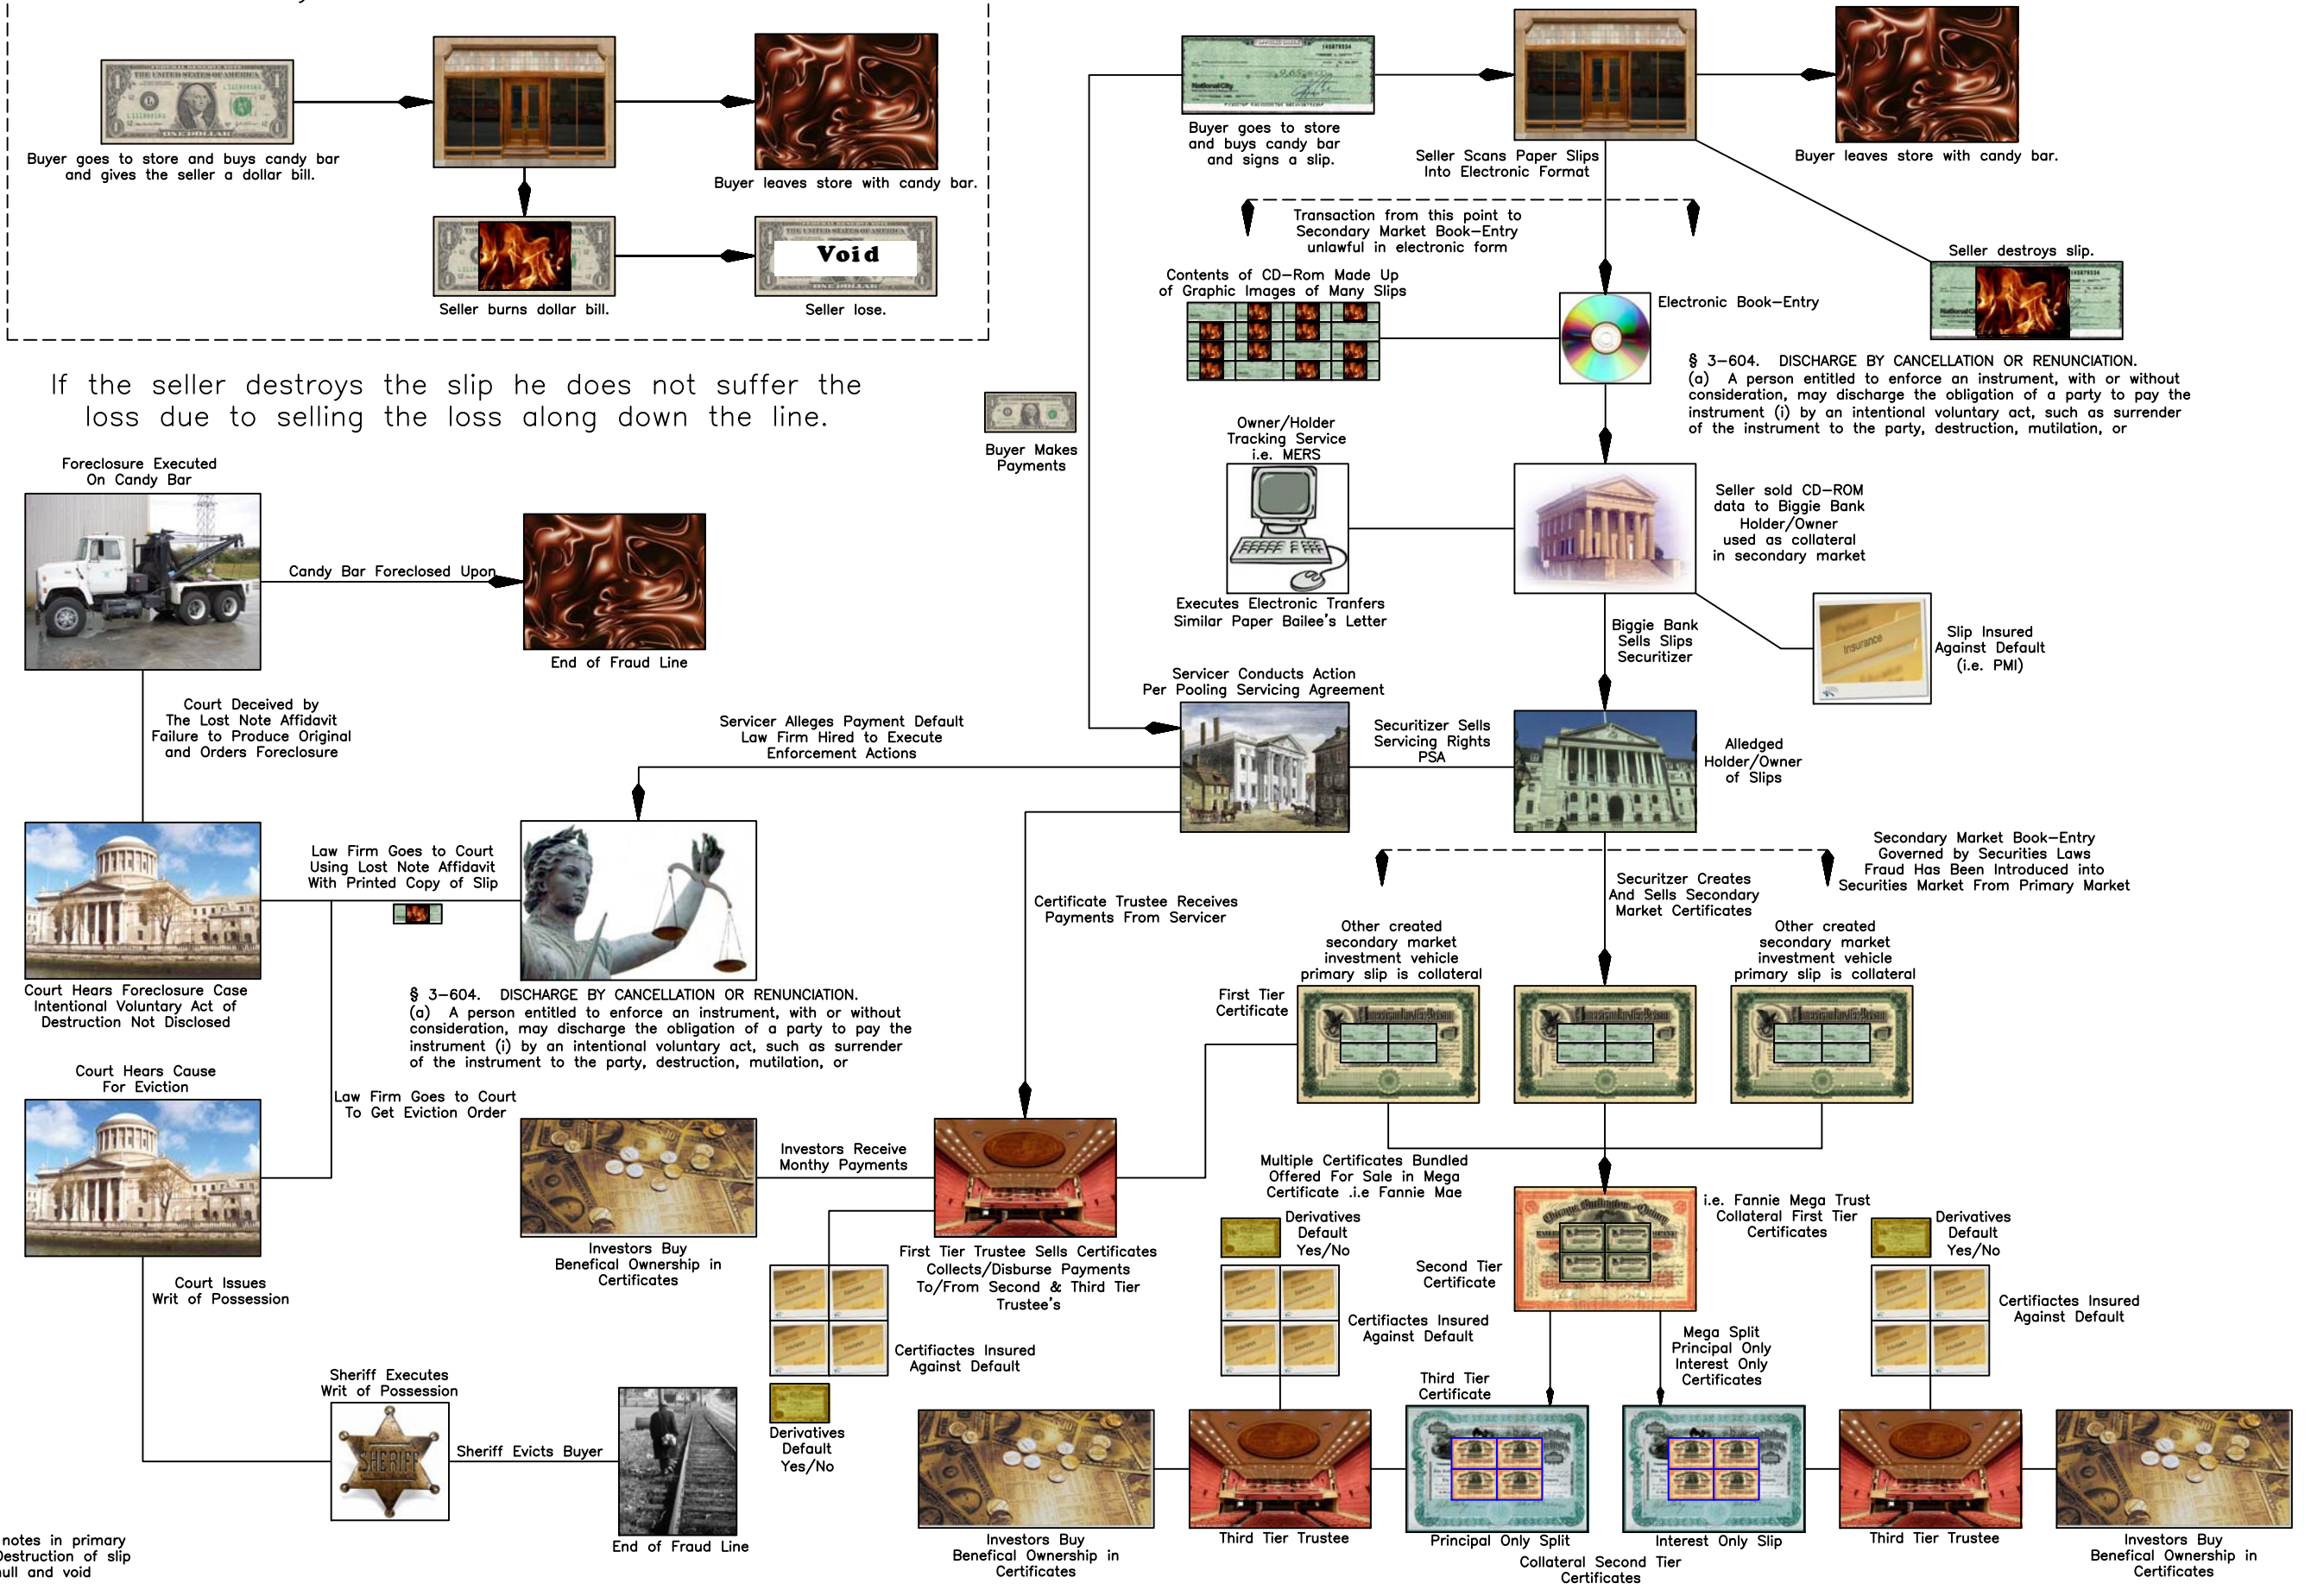 Buyer goes to store and buys candy bar
and gives the seller a dollar bill.
Buyer leaves store with candy bar.
Seller burns dollar bill.
Void
Seller lose.
If the seller destroys the slip he does not suffer the
loss due to selling the loss along down the line.
Buyer goes to store
and buys candy bar
and signs a slip.
Seller Scans Paper Slips
Into Electronic Format
Buyer leaves store with candy bar.
Transaction from this point to
Secondary Market Book-Entry
unlawful in electronic form
Seller destroys slip.
Contents of CD-Rom Made Up
of Graphic Images of Many Slips
Electronic Book-Entry
§ 3-604. DISCHARGE BY CANCELLATION OR RENUNCIATION.
(a) A person entitled to enforce an instrument, with or without
consideration, may discharge the obligation of a party to pay the
instrument (i) by an intentional voluntary act, such as surrender
of the instrument to the party, destruction, mutilation, or
Buyer Makes
Payments
Owner/Holder
Tracking Service
i.e. MERS
Executes Electronic Tranfers
Similar Paper Bailee's Letter
Seller sold CD-ROM
data to Biggie Bank
Holder/Owner
used as collateral
in secondary market
Biggie Bank
Sells Slips
Securitizer
Insurance
Slip Insured
Against Default
(i.e. PMI)
Foreclosure Executed
On Candy Bar
Candy Bar Foreclosed Upon
End of Fraud Line
Court Deceived by
The Lost Note Affidavit
Failure to Produce Original
and Orders Foreclosure
Servicer Alleges Payment Default
Law Firm Hired to Execute
Enforcement Actions
Servicer Conducts Action
Per Pooling Servicing Agreement
Securitizer Sells
Servicing Rights
PSA
Alledged
Holder/Owner
of Slips
Law Firm Goes to Court
Using Lost Note Affidavit
With Printed Copy of Slip
Court Hears Foreclosure Case
Intentional Voluntary Act of
Destruction Not Disclosed
§ 3-604. DISCHARGE BY CANCELLATION OR RENUNCIATION.
(a) A person entitled to enforce an instrument, with or without
consideration, may discharge the obligation of a party to pay the
instrument (i) by an intentional voluntary act, such as surrender
of the instrument to the party, destruction, mutilation, or
Certificate Trustee Receives
Payments From Servicer
Securitzer Creates
And Sells Secondary
Market Certificates
Secondary Market Book-Entry
Governed by Securities Laws
Fraud Has Been Introduced into
Securities Market From Primary Market
Other created
secondary market
investment vehicle
primary slip is collateral
Other created
secondary market
investment vehicle
primary slip is collateral
First Tier
Certificate
Court Hears Cause
For Eviction
Law Firm Goes to Court
To Get Eviction Order
Investors Receive
Monthy Payments
Investors Buy
Benefical Ownership in
Certificates
First Tier Trustee Sells Certificates
Collects/Disburse Payments
To/From Second & Third Tier
Trustee's
Multiple Certificates Bundled
Offered For Sale in Mega
Certificate .i.e Fannie Mae
i.e. Fannie Mega Trust
Collateral First Tier
Certificates
Second Tier
Certificate
Derivatives
Default
Yes/No
Certifiactes Insured
Against Default
Derivatives
Default
Yes/No
Certifiactes Insured
Against Default
Court Issues
Writ of Possession
Certifiactes Insured
Against Default
Derivatives
Default
Yes/No
Mega Split
Principal Only
Interest Only
Certificates
Third Tier
Certificate
Sheriff Executes
Writ of Possession
SHERIFF
Sheriff Evicts Buyer
End of Fraud Line
Investors Buy
Benefical Ownership in
Certificates
Third Tier Trustee
Principal Only Split
Interest Only Slip
Collateral Second Tier
Certificates
Third Tier Trustee
Investors Buy
Benefical Ownership in
Certificates
notes in primary
Destruction of slip
null and void